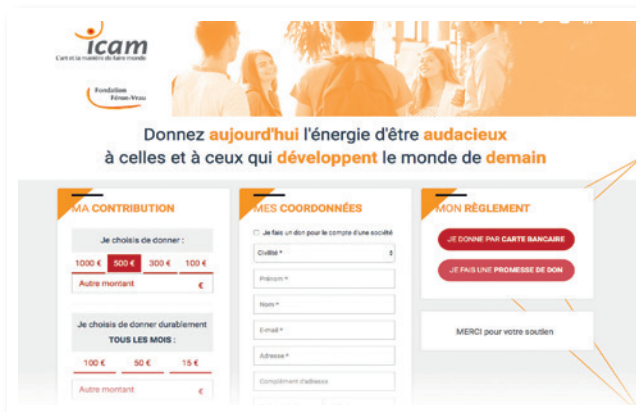 icam
L'art et la manière de faire monde
Fondation
Féron-Vrau
Donnez aujourd'hui l'énergie d'être audacieux
à celles et à ceux qui développent le monde de demain
MA CONTRIBUTION
Je choisis de donner :
1000 € 500 € 300 € 100 €
Autre montant €
Je choisis de donner durablement
TOUS LES MOIS :
100 € 50 € 15 €
Autre montant €
MES COORDONNÉES
Je fais un don pour le compte d'une société
Civilité *
Prénom *
Nom *
E-mail *
Adresse *
Complément d'adresse
MON RÈGLEMENT
JE DONNE PAR CARTE BANCAIRE
JE FAIS UNE PROMESSE DE DON
MERCI pour votre soutien